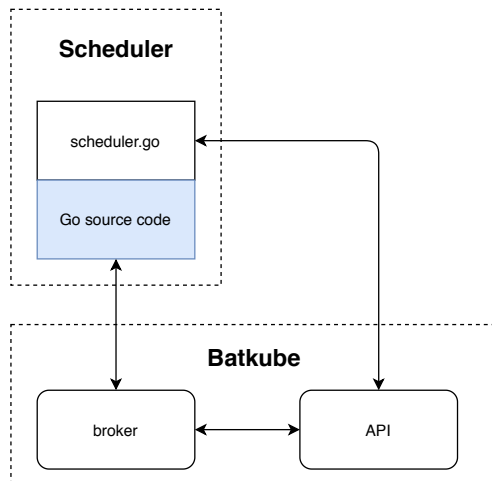 Scheduler
scheduler.go
Go source code
Batkube
broker
API